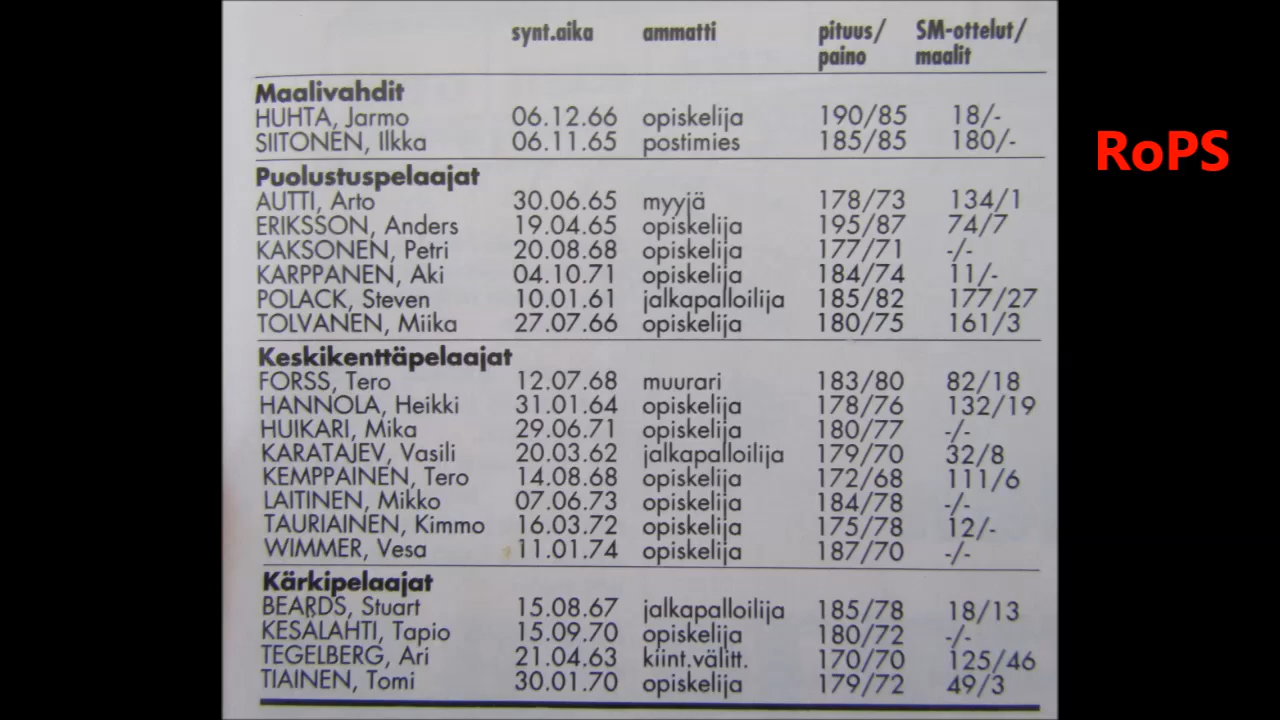 synt.aika ammatti pituus/ SM-ottelut/
paino maalit
Maalivahdit
HUHTA, Jarmo 06.12.66 opiskelija 190/85 18/-
SIITONEN, Ilkka 06.11.65 postimies 185/85 180/-
RoPS
Puolustuspelaajat
AUTTI, Arto 30.06.65 myyjä 178/73 134/1
ERIKSSON, Anders 19.04.65 opiskelija 195/87 74/7
KAKSONEN, Petri 20.08.68 opiskelija 177/71 -/-
KARPPANEN, Aki 04.10.71 opiskelija 184/74 11/-
POLACK, Steven 10.01.61 jalkapalloilija 185/82 177/27
TOLVANEN, Miika 27.07.66 opiskelija 180/75 161/3
Keskikenttäpelaajat
FORSS, Tero 12.07.68 muurari 183/80 82/18
HANNOLA, Heikki 31.01.64 opiskelija 178/76 132/19
HUIKARI, Mika 29.06.71 opiskelija 180/77 -/-
KARATAJEV, Vasili 20.03.62 jalkapalloilija 179/70 32/8
KEMPPAINEN, Tero 14.08.68 opiskelija 172/68 111/6
LAITINEN, Mikko 07.06.73 opiskelija 184/78 -/-
TAURIAINEN, Kimmo 16.03.72 opiskelija 175/78 12/-
WIMMER, Vesa 11.01.74 opiskelija 187/70 -/-
Kärkipelaajat
BEARDS, Stuart 15.08.67 jalkapalloilija 185/78 18/13
KESÄLAHTI, Tapio 15.09.70 opiskelija 180/72 -/-
TEGELBERG, Ari 21.04.63 kiint.välitt. 170/70 125/46
TIAINEN, Tomi 30.01.70 opiskelija 179/72 49/3